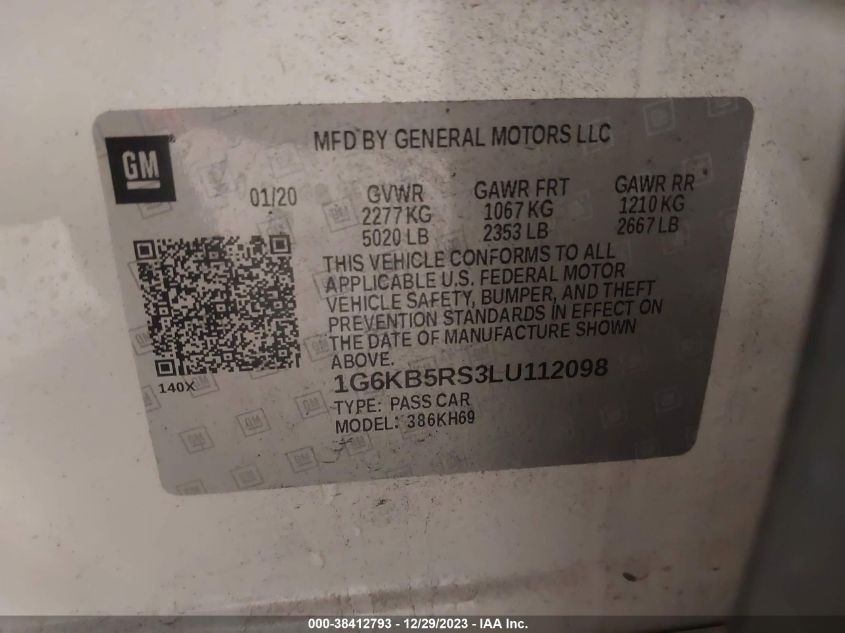 MFD BY GENERAL MOTORS LLC
GM
01/20 GVWR GAWR FRT GAWR RR
2277 KG 1067 KG 1210 KG
5020 LB 2353 LB 2667 LB
THIS VEHICLE CONFORMS TO ALL
APPLICABLE U.S. FEDERAL MOTOR
VEHICLE SAFETY, BUMPER, AND THEFT
PREVENTION STANDARDS IN EFFECT ON
THE DATE OF MANUFACTURE SHOWN
ABOVE.
140X
1G6KB5RS3LU112098
TYPE: PASS CAR
MODEL: 386KH69
000-38412793 - 12/29/2023 - IAA Inc.